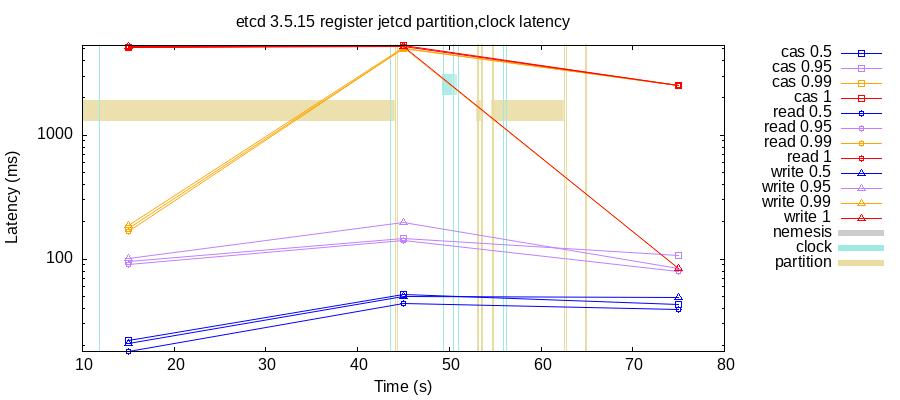 etcd 3.5.15 register jetcd partition,clock latency
Latency (ms)
1000
100
10 20 30 40 50 60 70 80
Time (s)
cas 0.5
cas 0.95
cas 0.99
cas 1
read 0.5
read 0.95
read 0.99
read 1
write 0.5
write 0.95
write 0.99
write 1
nemesis
clock
partition